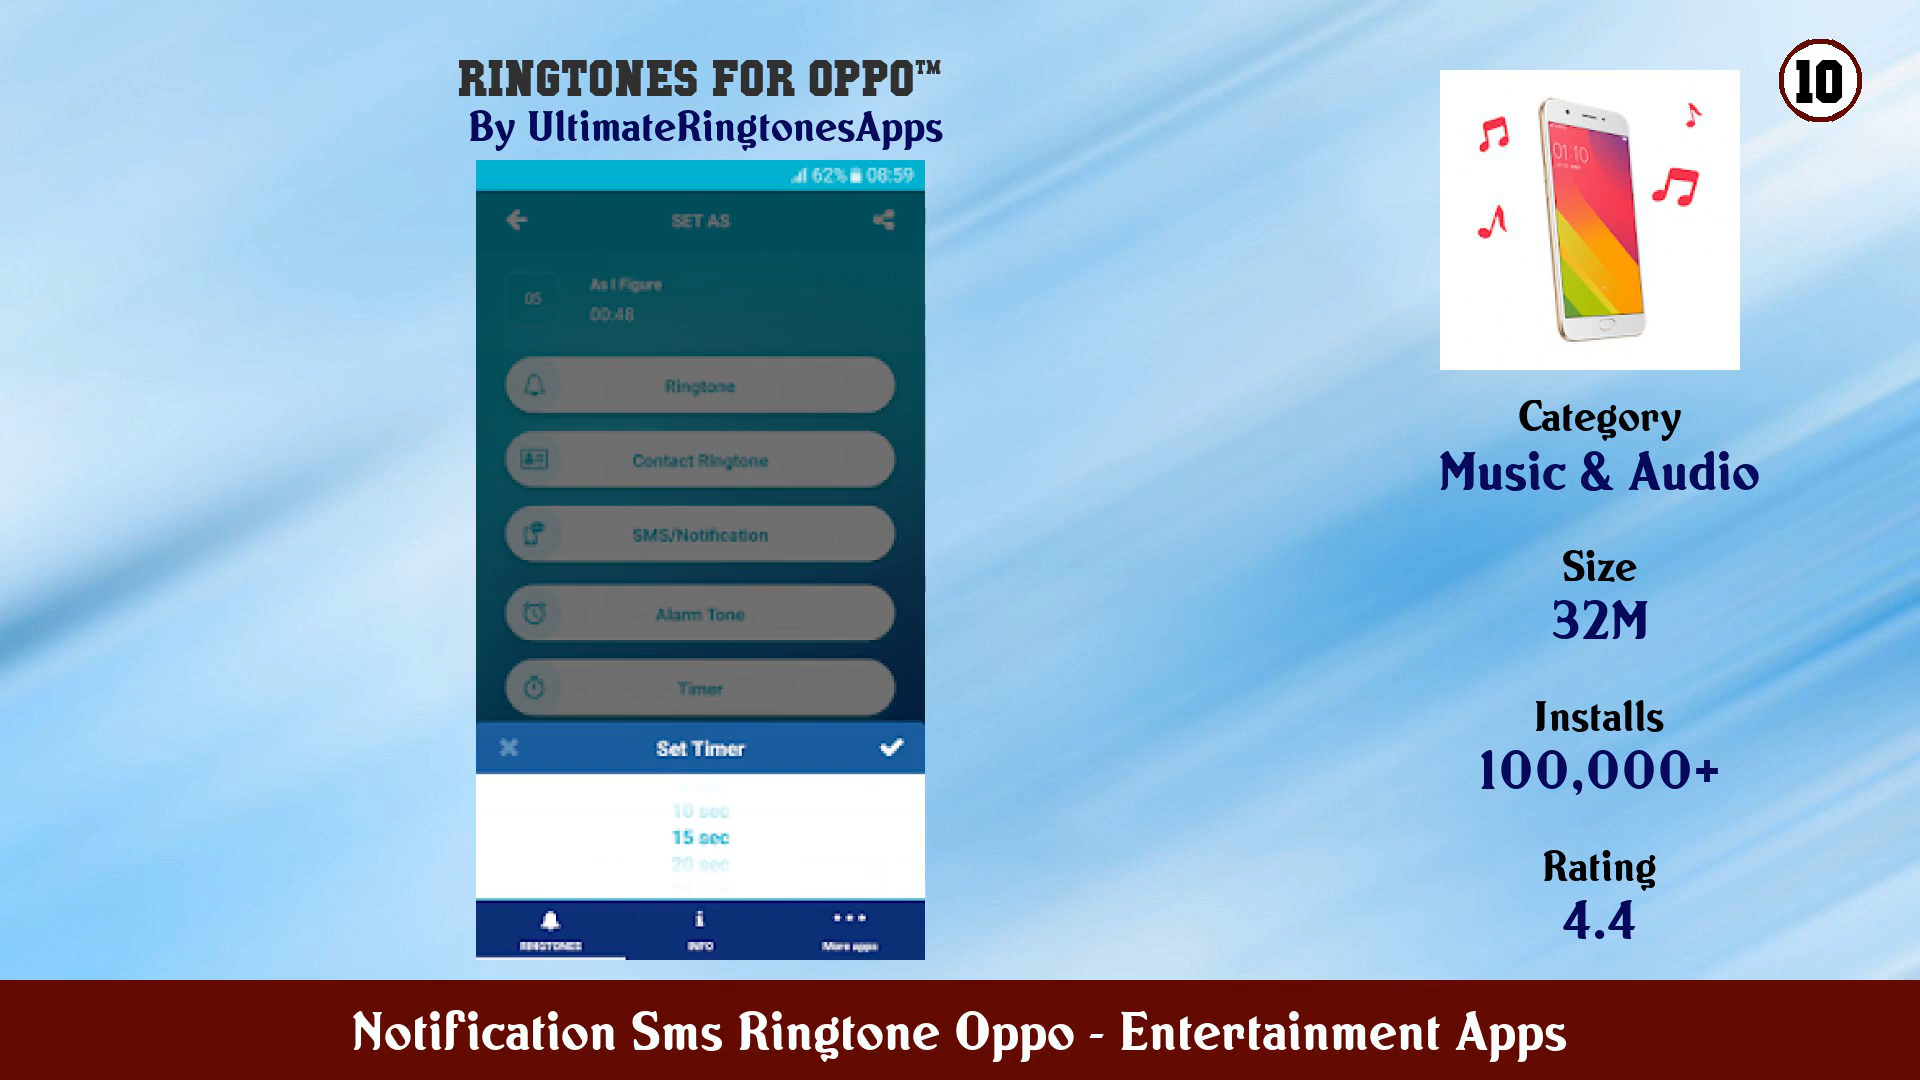 RINGTONES FOR OPPO™
By UltimateRingtonesApps
62% 08:59
SET AS
05
As I Figure
00:48
Ringtone
Contact Ringtone
SMS/Notification
Alarm Tone
Timer
Set Timer
10 sec
15 sec
20 sec
RINGTONES
INFO
More apps
10
01:10
Category
Music & Audio
Size
32M
Installs
100,000+
Rating
4.4
Notification Sms Ringtone Oppo - Entertainment Apps